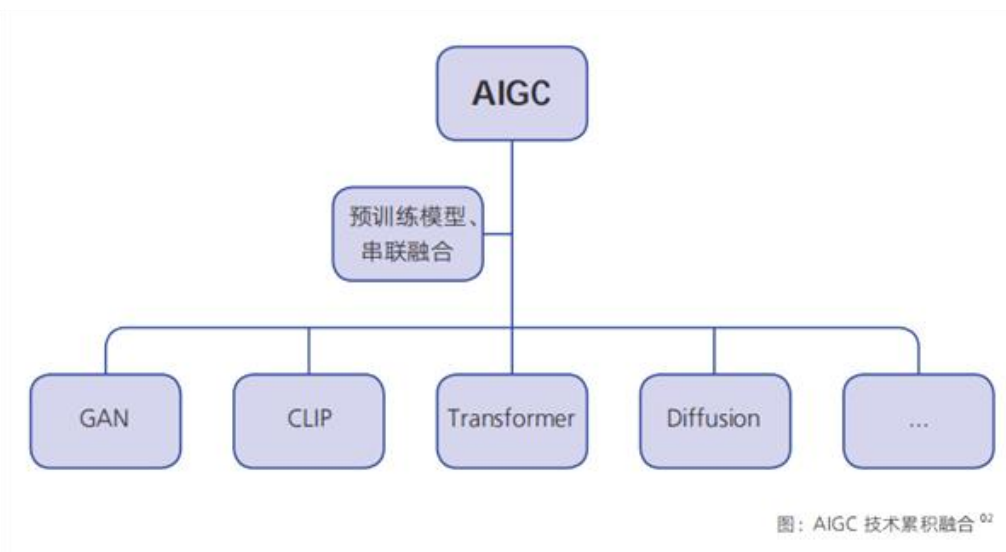 AIGC
预训练模型、
串联融合
GAN
CLIP
Transformer
Diffusion
...
图：AIGC 技术累积融合 02